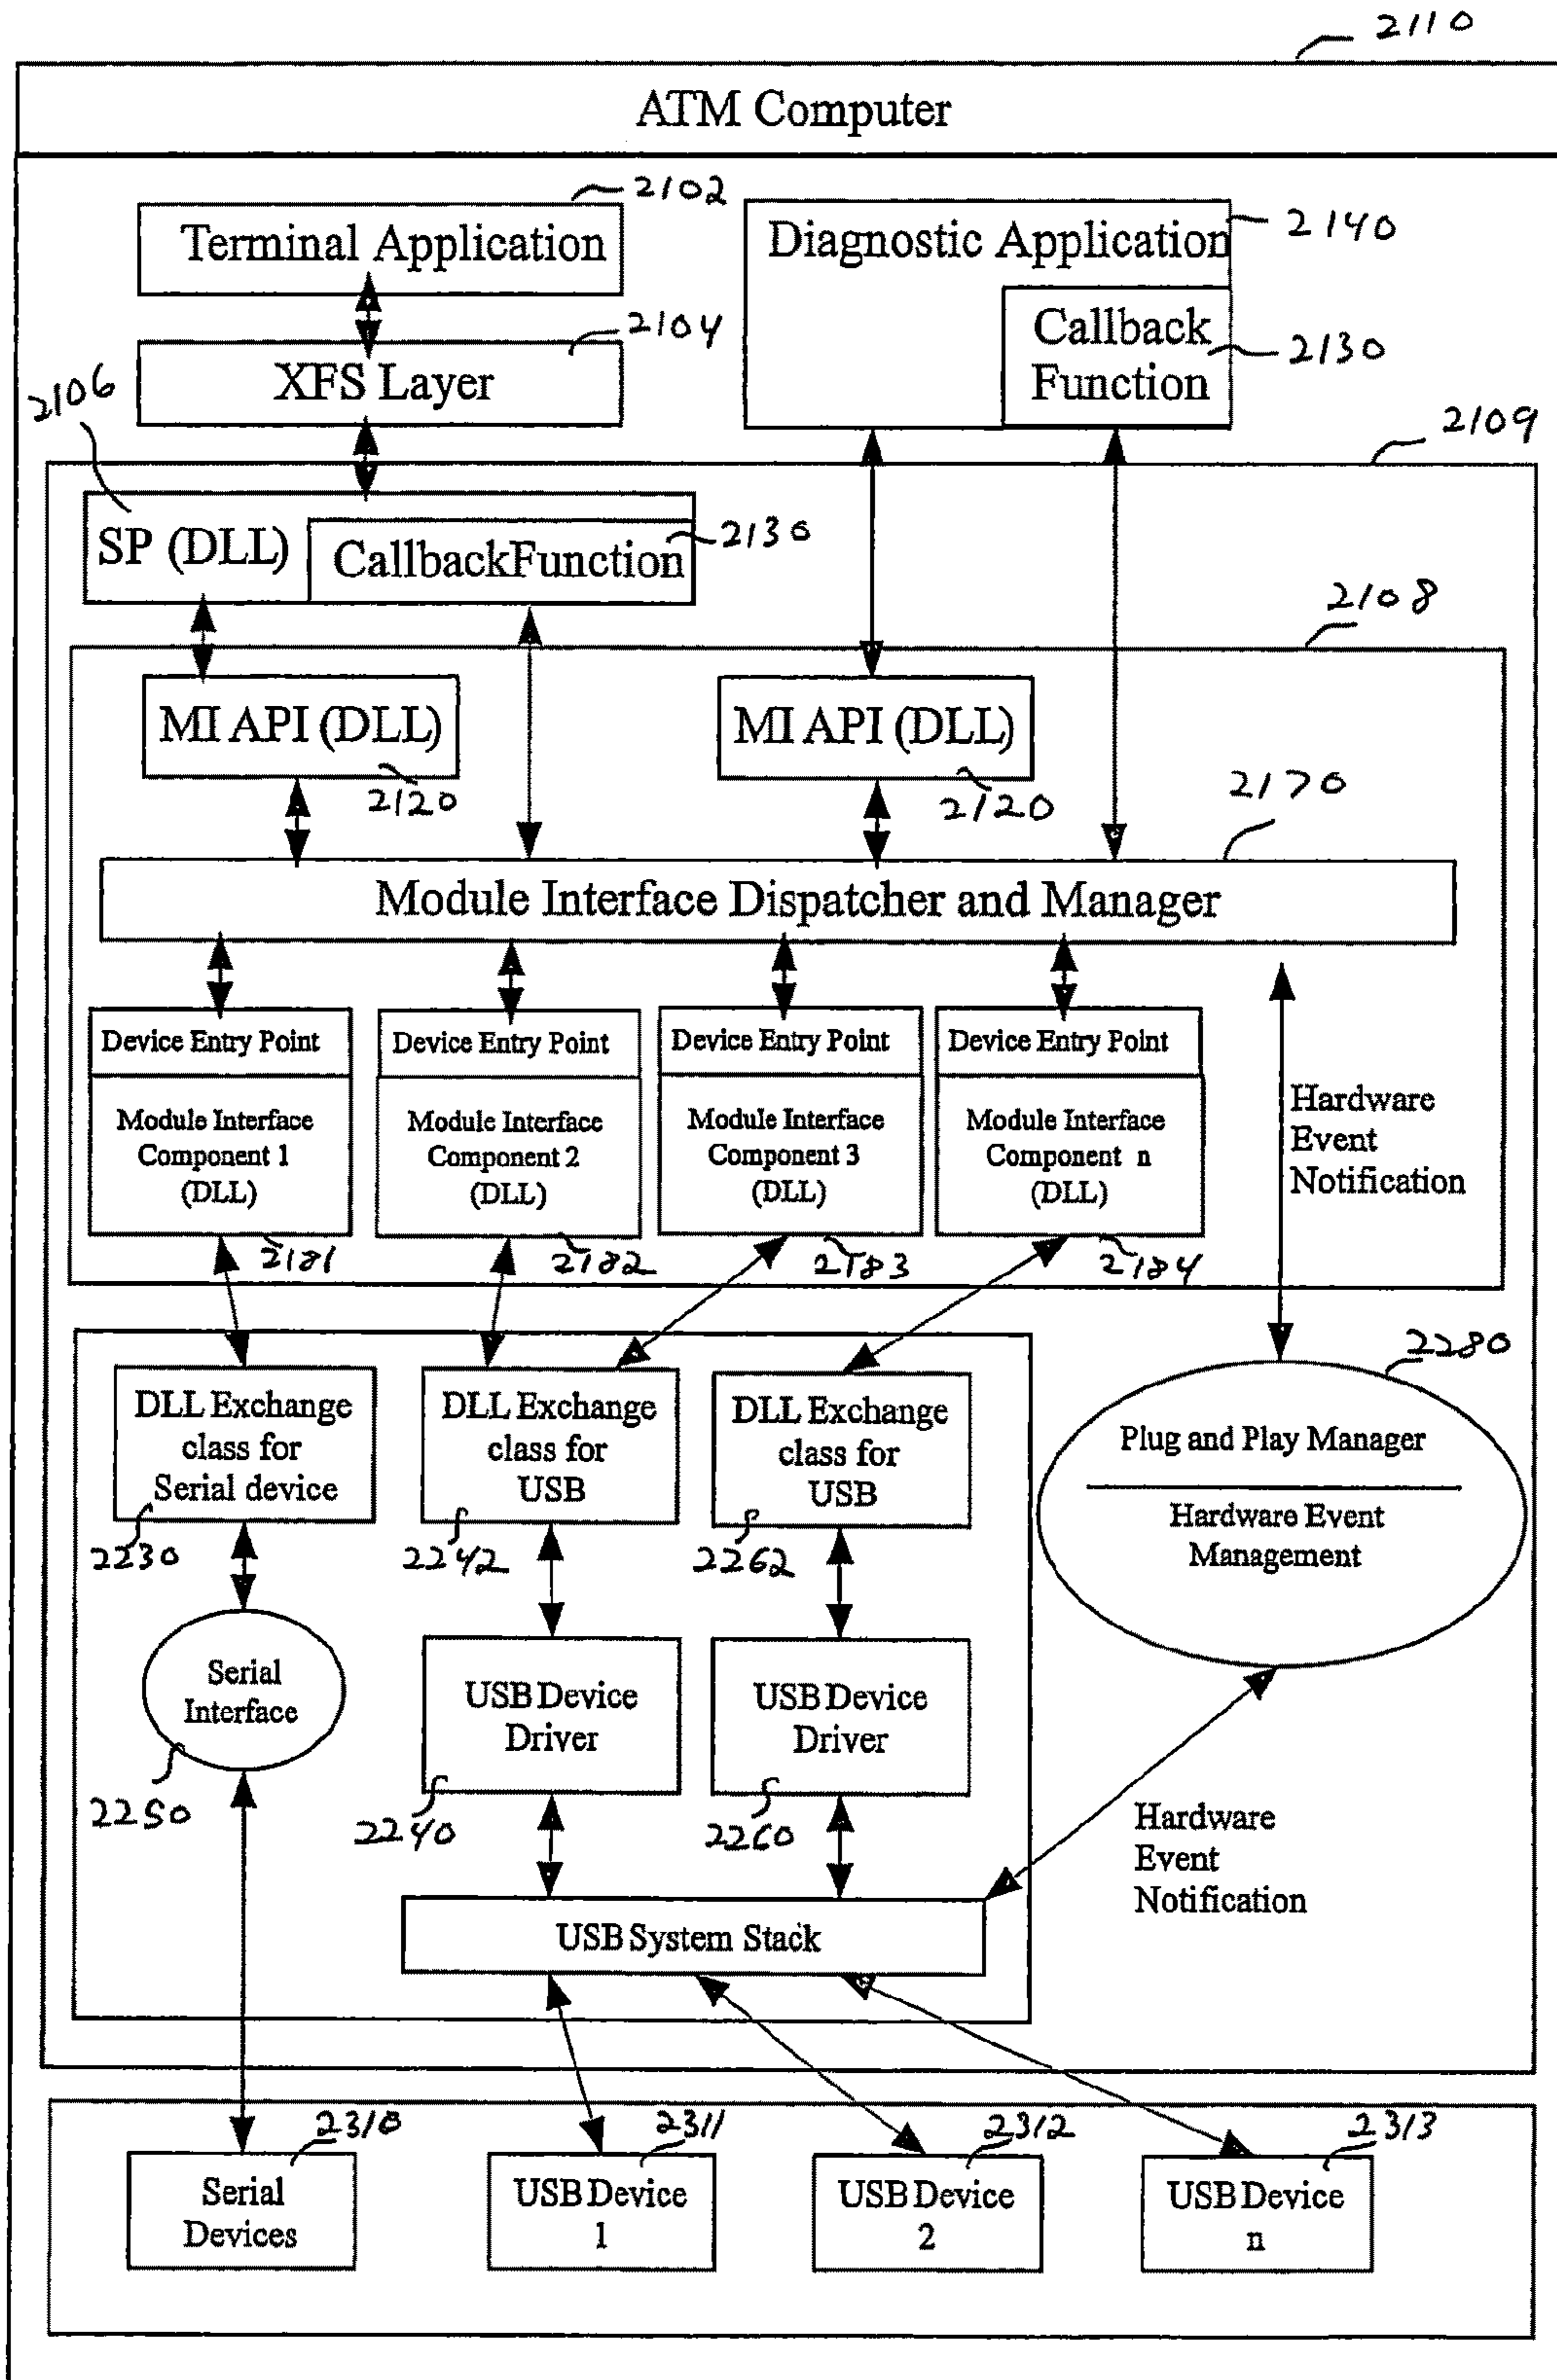 2110
ATM Computer
2102
Terminal Application
2140
Diagnostic Application
Callback
Function
2130
2104
XFS Layer
2106
2109
SP (DLL)
CallbackFunction
2130
2108
MI API (DLL)
2120
MI API (DLL)
2120
2170
Module Interface Dispatcher and Manager
Device Entry Point
Device Entry Point
Device Entry Point
Device Entry Point
Module Interface
Component 1
(DLL)
2181
Module Interface
Component 2
(DLL)
2182
Module Interface
Component 3
(DLL)
2183
Module Interface
Component n
(DLL)
2184
Hardware
Event
Notification
2280
Plug and Play Manager
Hardware Event
Management
DLL Exchange
class for
Serial device
2230
DLL Exchange
class for
USB
2242
DLL Exchange
class for
USB
2262
Serial
Interface
2250
USB Device
Driver
2240
USB Device
Driver
2260
Hardware
Event
Notification
USB System Stack
2310
Serial
Devices
2311
USB Device
1
2312
USB Device
2
2313
USB Device
n